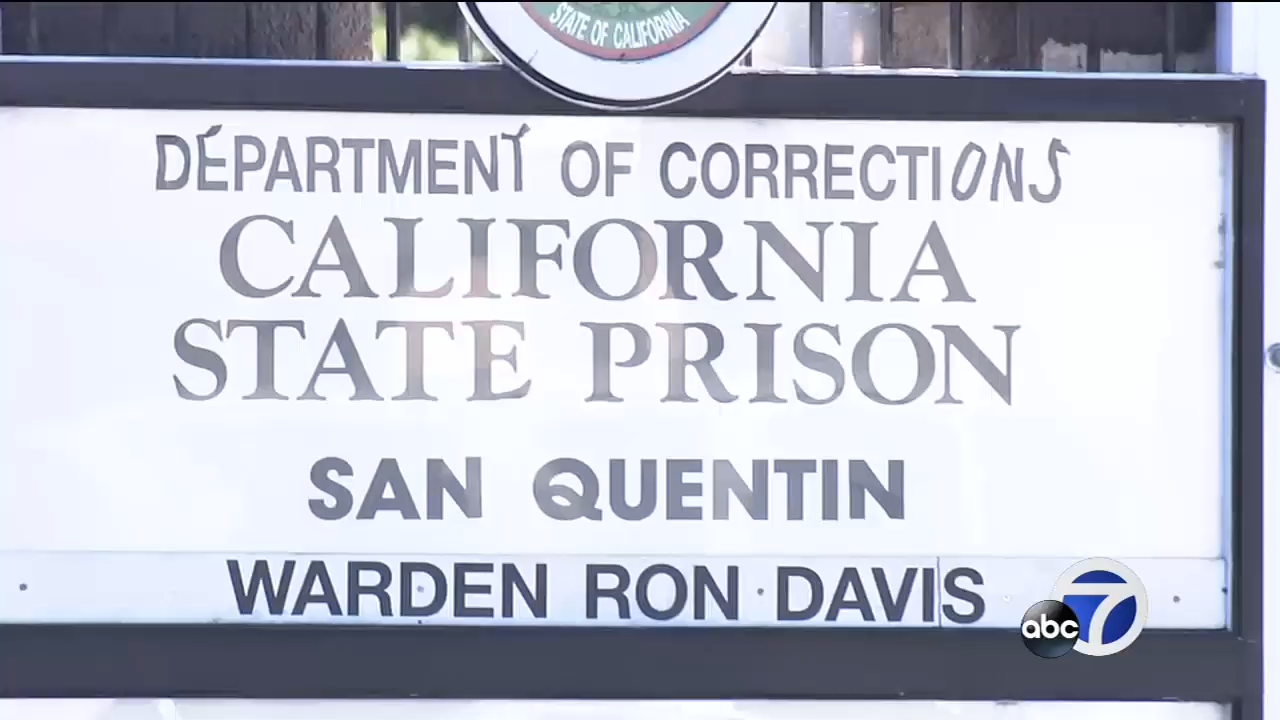 STATE OF CALIFORNIA
DEPARTMENT OF CORRECTIONS
CALIFORNIA
STATE PRISON
SAN QUENTIN
WARDEN RON DAVIS
abc 7